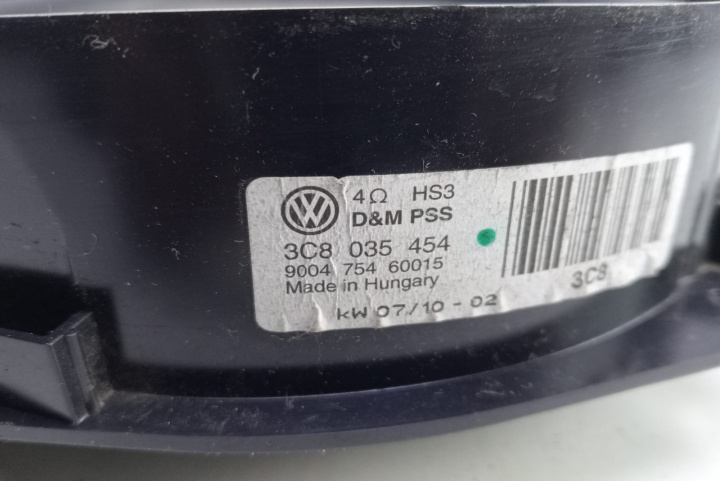 4Ω HS3
D&M PSS
3C8 035 454
9004 754 60015
Made in Hungary
kW 07/10 - 02
3C8